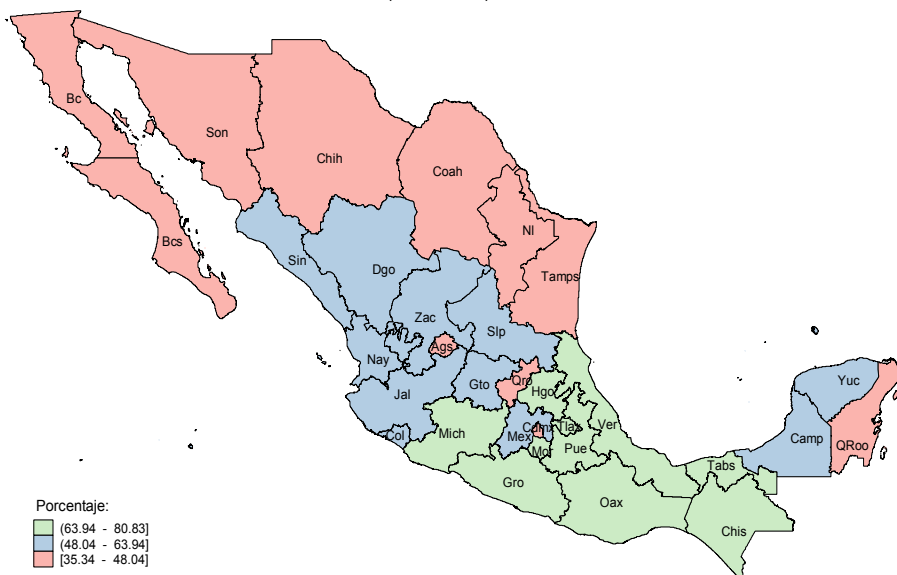 Bc
Son
Chih
Coah
Bcs
Nl
Sin
Dgo
Tamps
Zac
Slp
Nay
Ags
Yuc
Jal
Gto
Qro
Hgo
Col
Mich
Mex
Cdmx
Tlax
Ver
Camp
QRoo
Mor
Pue
Tabs
Gro
Oax
Chis
Porcentaje:
(63.94 - 80.83]
(48.04 - 63.94]
[35.34 - 48.04]